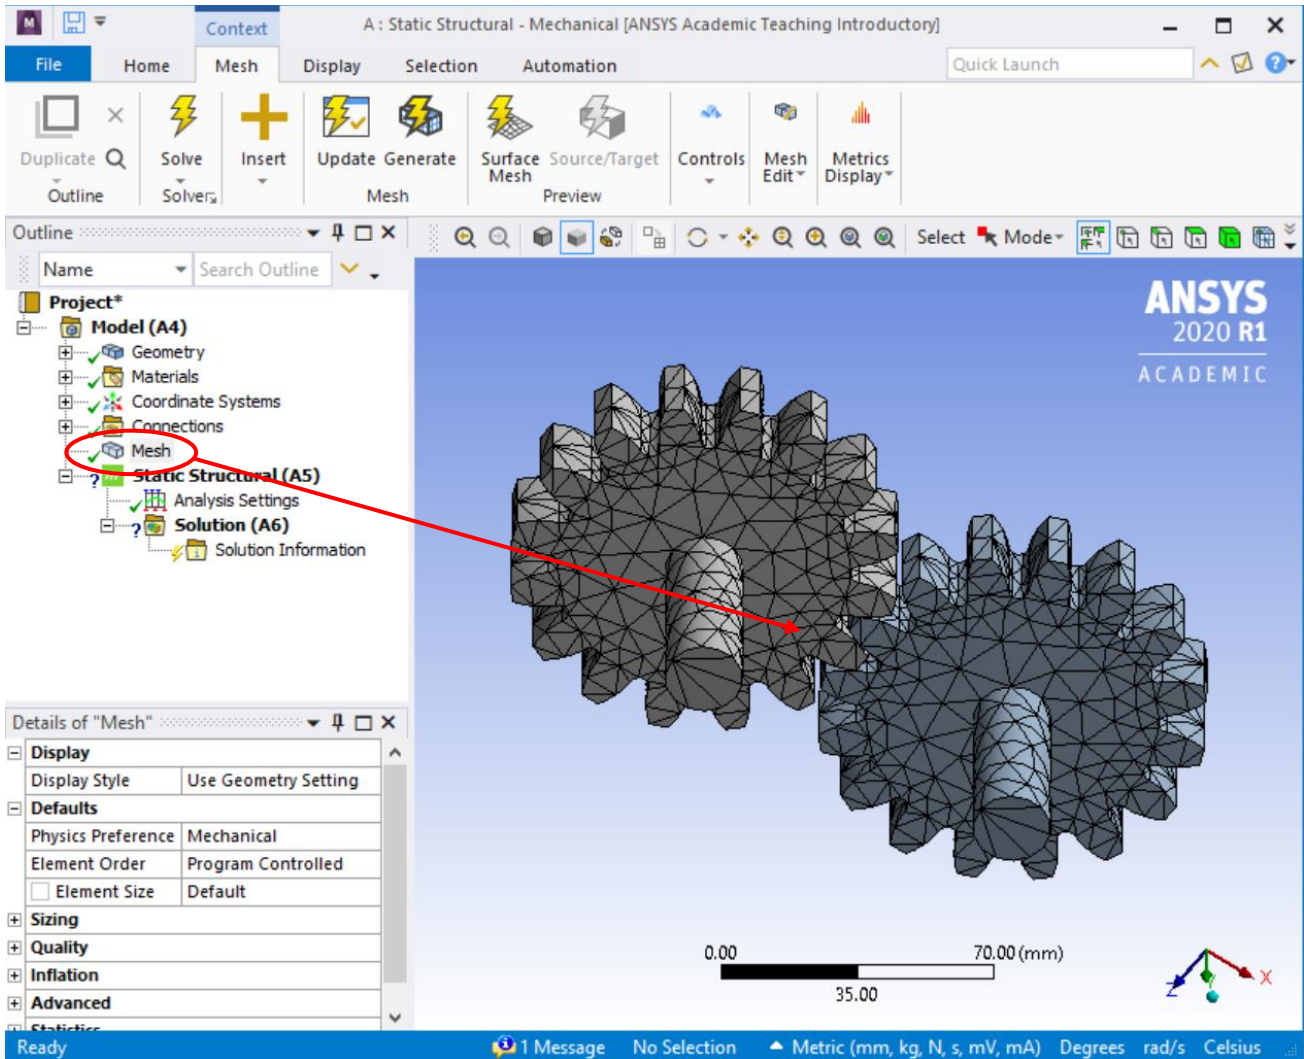 M
Context
A : Static Structural - Mechanical [ANSYS Academic Teaching Introductory]
File Home Mesh Display Selection Automation Quick Launch
Duplicate Solve Insert Update Generate Surface Mesh Source/Target Controls Mesh Edit Metrics Display
Outline Solver Mesh Preview
Outline
Select Mode
Name Search Outline
Project*
Model (A4)
Geometry
Materials
Coordinate Systems
Connections
Mesh
Static Structural (A5)
Analysis Settings
Solution (A6)
Solution Information
ANSYS
2020 R1
ACADEMIC
Details of "Mesh"
Display
Display Style Use Geometry Setting
Defaults
Physics Preference Mechanical
Element Order Program Controlled
Element Size Default
Sizing
Quality
Inflation
Advanced
Statistics
0.00 70.00 (mm)
35.00
X
Z
Ready 1 Message No Selection Metric (mm, kg, N, s, mV, mA) Degrees rad/s Celsius